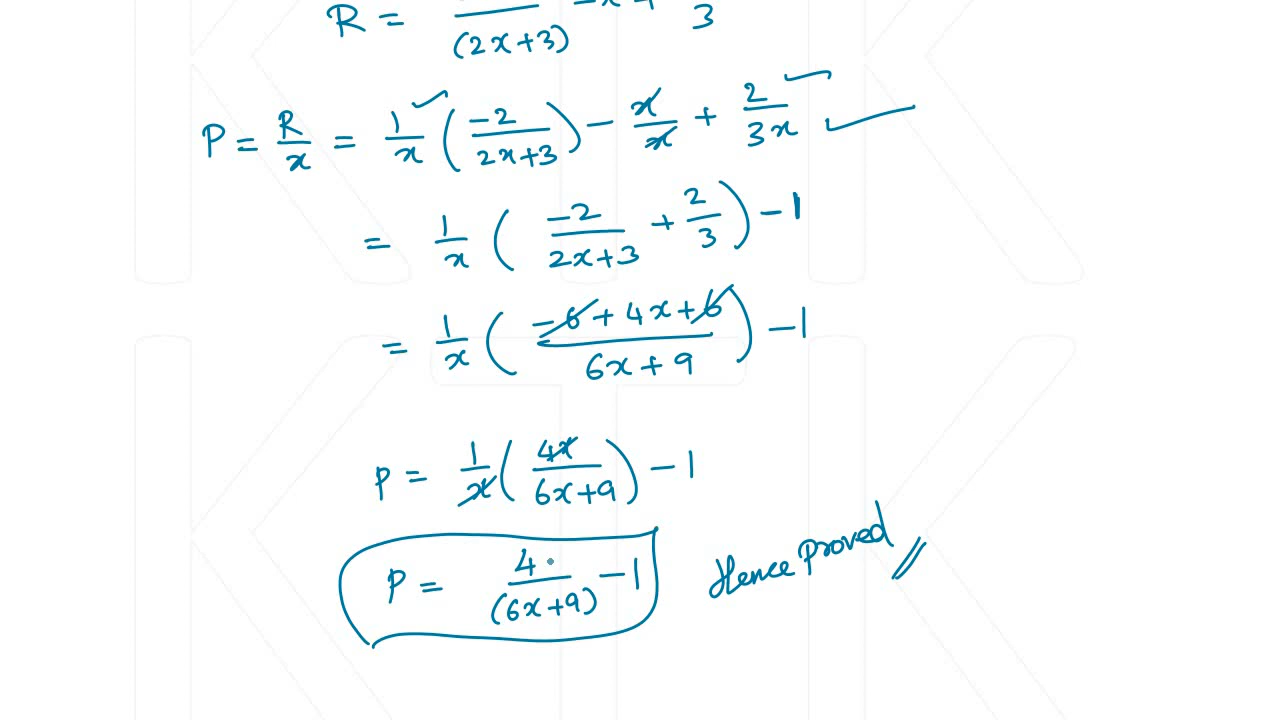 R = /(2x+3) - x + /3
P = R/x = 1/x (-2/2x+3) - x/x + 2/3x
= 1/x (-2/2x+3 + 2/3) - 1
= 1/x (-6 + 4x + 6/6x + 9) - 1
P = 1/x (4x/6x+9) - 1
P = 4/(6x+9) - 1 Hence Proved